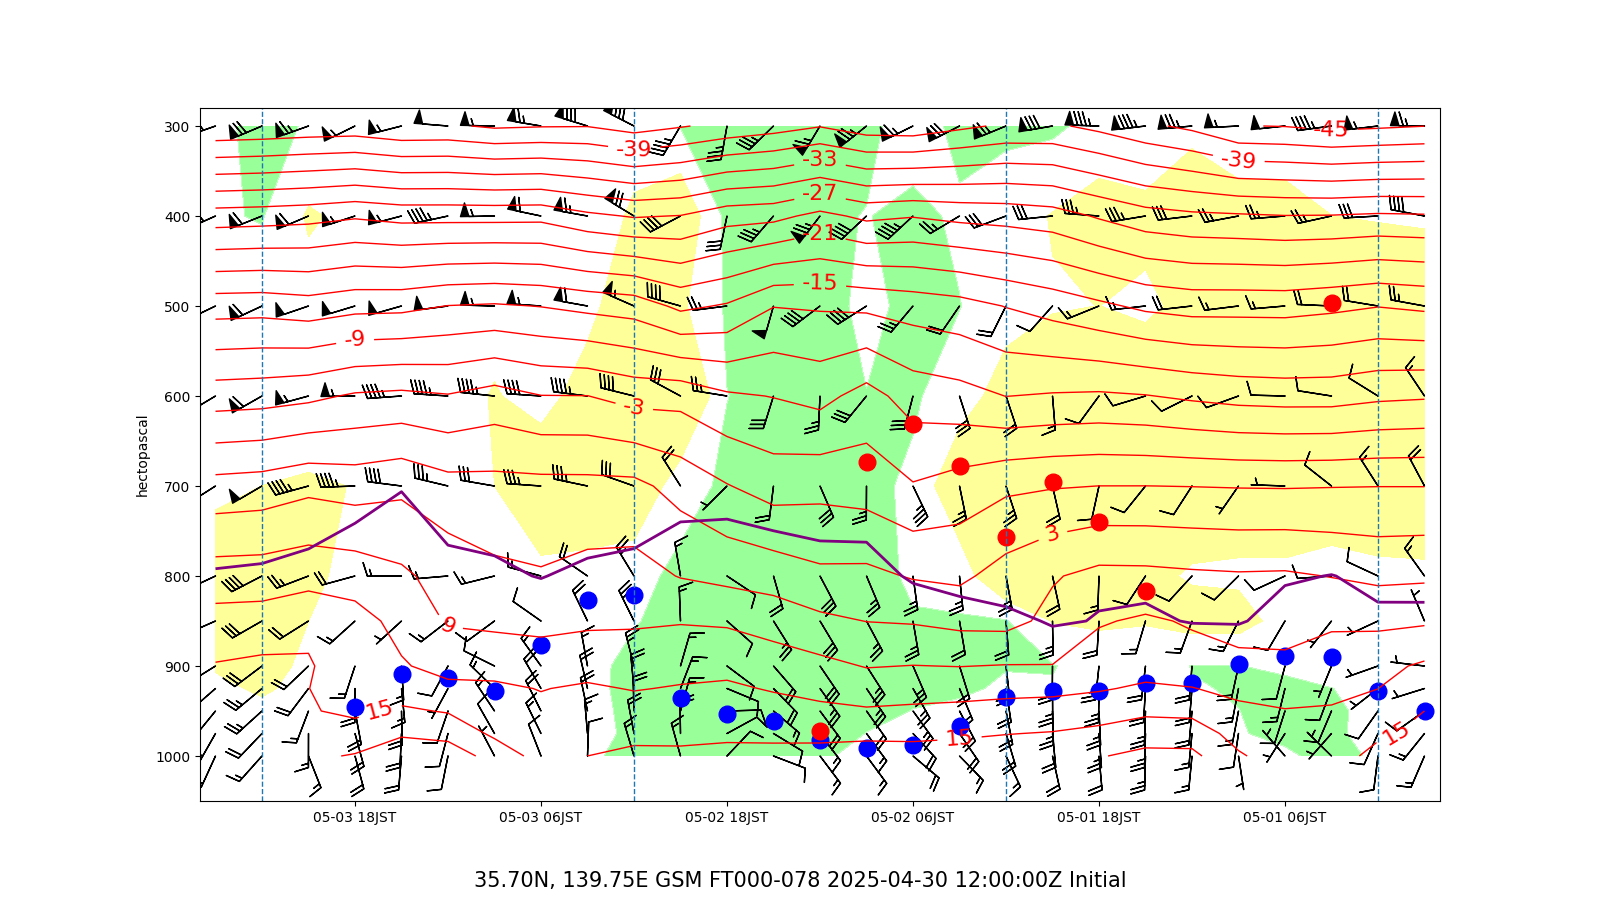 300
400
500
600
700
800
900
1000
hectopascal
-45
-39
-39
-33
-27
-21
-15
-9
-3
3
9
15
15
15
05-03 18JST
05-03 06JST
05-02 18JST
05-02 06JST
05-01 18JST
05-01 06JST
35.70N, 139.75E GSM FT000-078 2025-04-30 12:00:00Z Initial